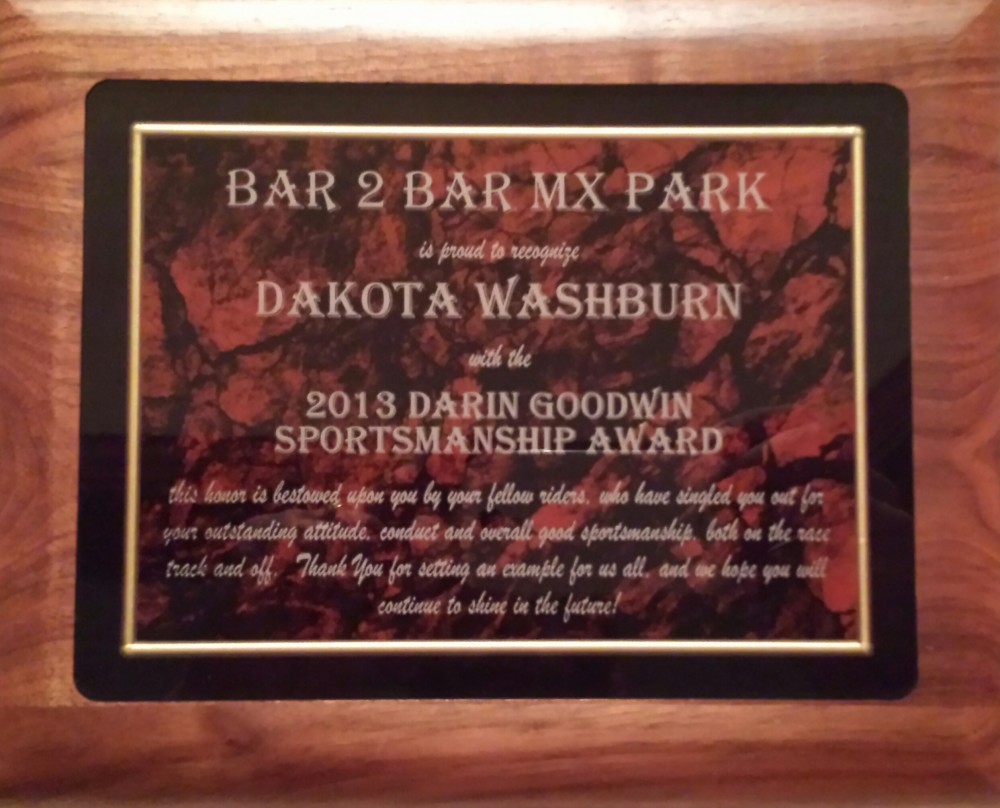 BAR 2 BAR MX PARK
is proud to recognize
DAKOTA WASHBURN
with the
2013 DARIN GOODWIN
SPORTSMANSHIP AWARD
this honor is bestowed upon you by your fellow riders, who have singled you out for
your outstanding attitude, conduct and overall good sportsmanship, both on the race
track and off. Thank You for setting an example for us all, and we hope you will
continue to shine in the future!